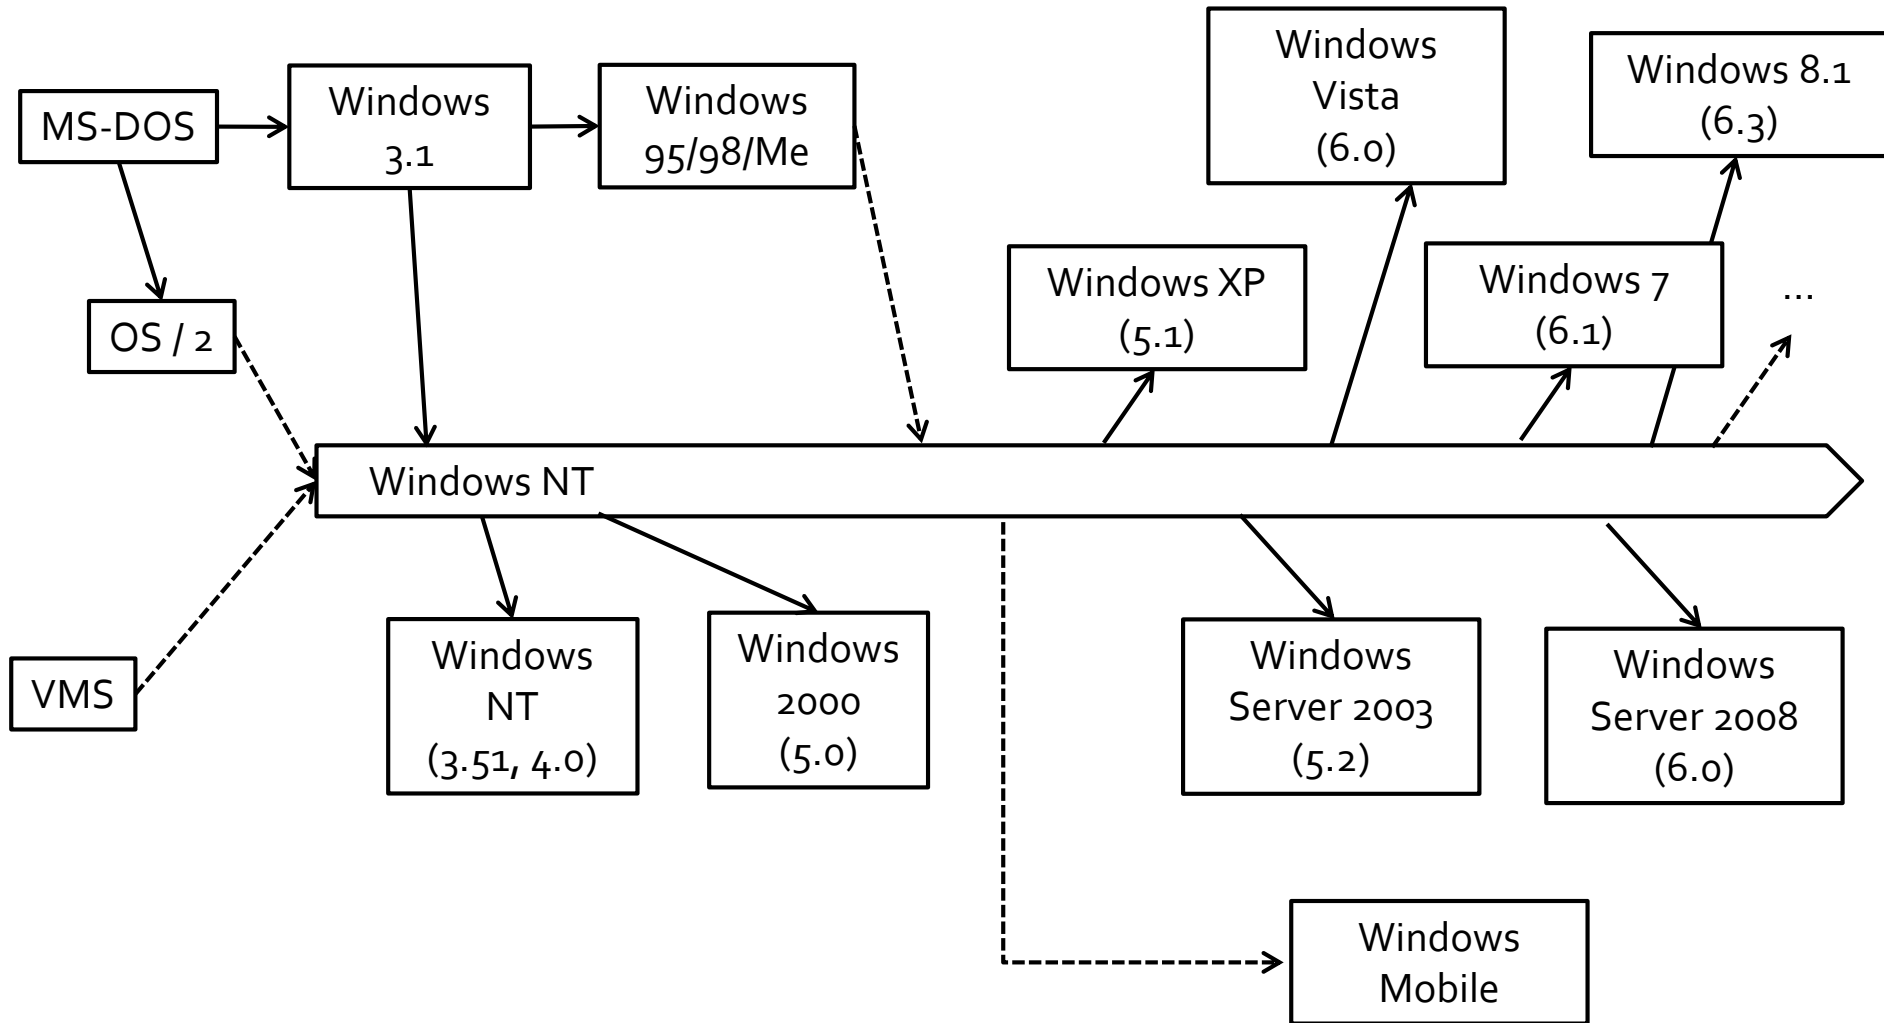 MS-DOS
Windows
3.1
Windows
95/98/Me
Windows
Vista
(6.0)
Windows 8.1
(6.3)
OS / 2
Windows XP
(5.1)
Windows 7
(6.1)
...
Windows NT
VMS
Windows
NT
(3.51, 4.0)
Windows
2000
(5.0)
Windows
Server 2003
(5.2)
Windows
Server 2008
(6.0)
Windows
Mobile